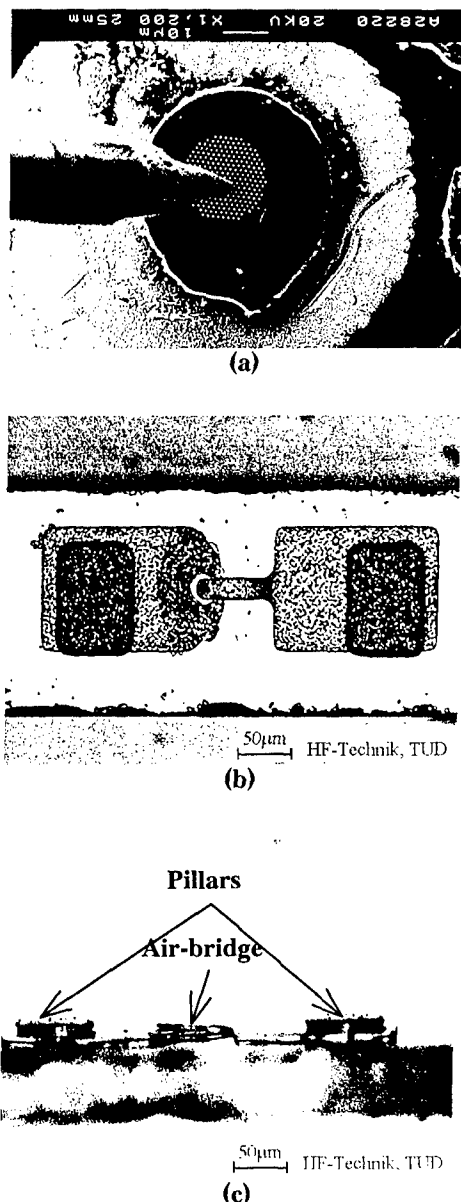 A28220 20KV 10µm X1,200 25mm
(a)
50µm HF-Technik, TUD
(b)
Pillars
Air-bridge
50µm HF-Technik, TUD
(c)